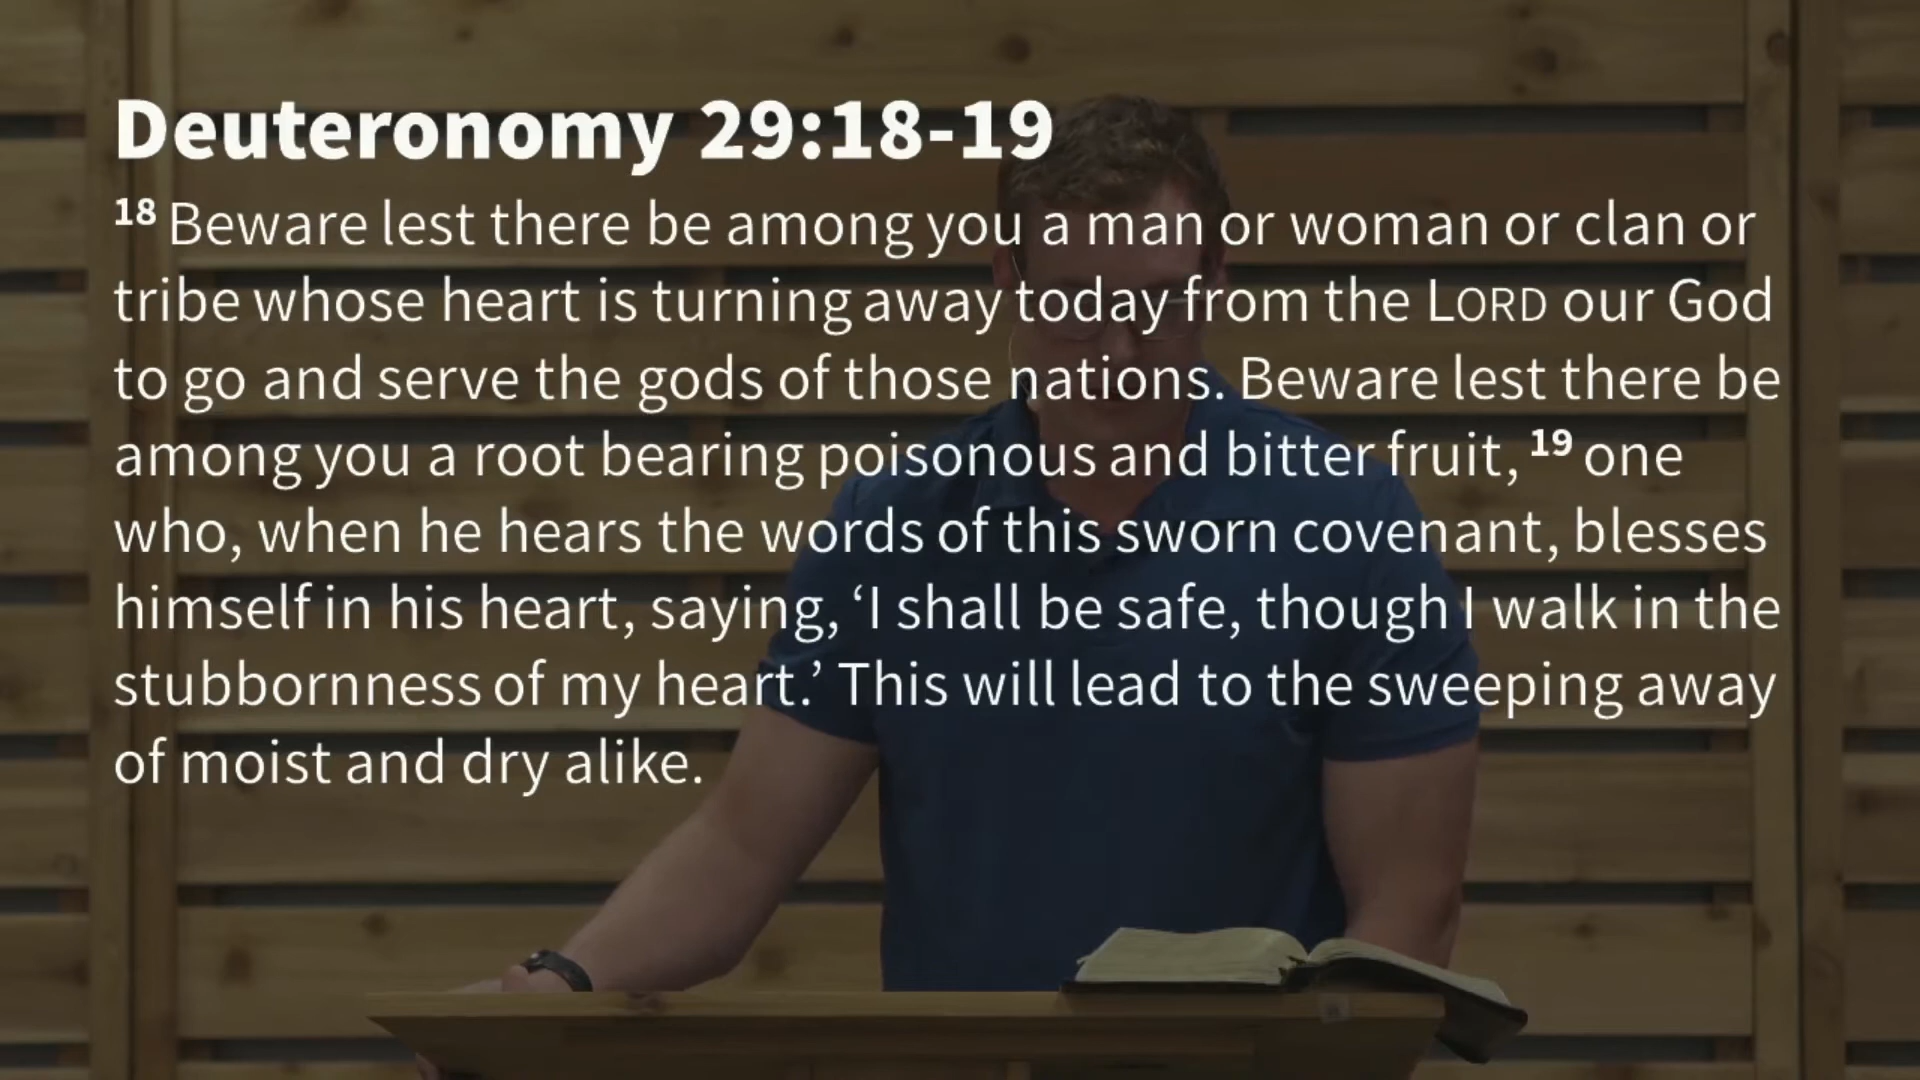 Deuteronomy 29:18-19
18 Beware lest there be among you a man or woman or clan or
tribe whose heart is turning away today from the LORD our God
to go and serve the gods of those nations. Beware lest there be
among you a root bearing poisonous and bitter fruit, 19 one
who, when he hears the words of this sworn covenant, blesses
himself in his heart, saying, ‘I shall be safe, though I walk in the
stubbornness of my heart.’ This will lead to the sweeping away
of moist and dry alike.